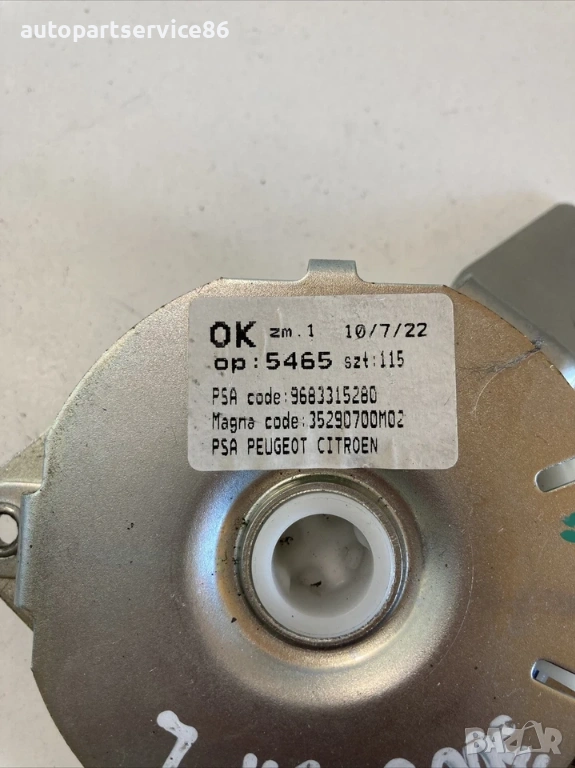 autopartservice86
OK zm.1 10/7/22
op:5465 szt:115
PSA code:9683315280
Magna code:35290700M02
PSA PEUGEOT CITROEN
BAZAR